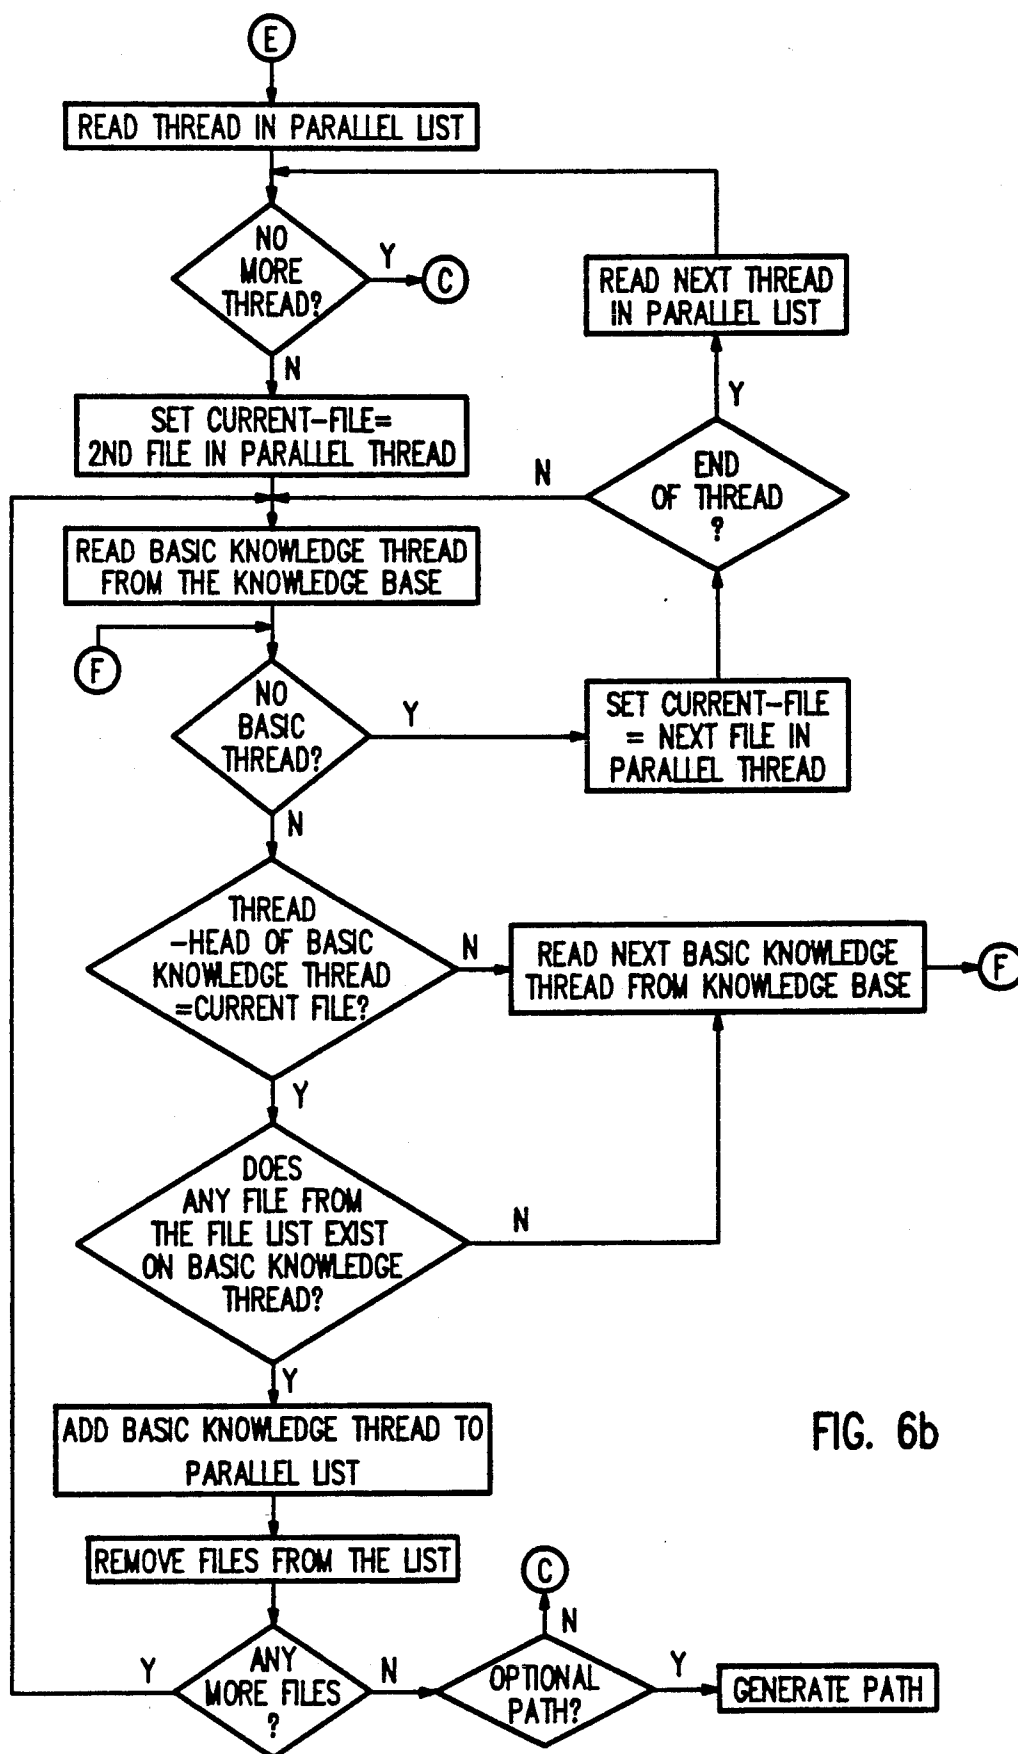 E
READ THREAD IN PARALLEL LIST
NO
MORE
THREAD?
Y
C
N
READ NEXT THREAD
IN PARALLEL LIST
Y
SET CURRENT-FILE=
2ND FILE IN PARALLEL THREAD
END
OF THREAD
?
N
READ BASIC KNOWLEDGE THREAD
FROM THE KNOWLEDGE BASE
F
NO
BASIC
THREAD?
Y
SET CURRENT-FILE
= NEXT FILE IN
PARALLEL THREAD
N
THREAD
-HEAD OF BASIC
KNOWLEDGE THREAD
=CURRENT FILE?
N
READ NEXT BASIC KNOWLEDGE
THREAD FROM KNOWLEDGE BASE
F
Y
DOES
ANY FILE FROM
THE FILE LIST EXIST
ON BASIC KNOWLEDGE
THREAD?
N
Y
ADD BASIC KNOWLEDGE THREAD TO
PARALLEL LIST
FIG. 6b
REMOVE FILES FROM THE LIST
C
N
Y
ANY
MORE FILES
?
N
OPTIONAL
PATH?
Y
GENERATE PATH